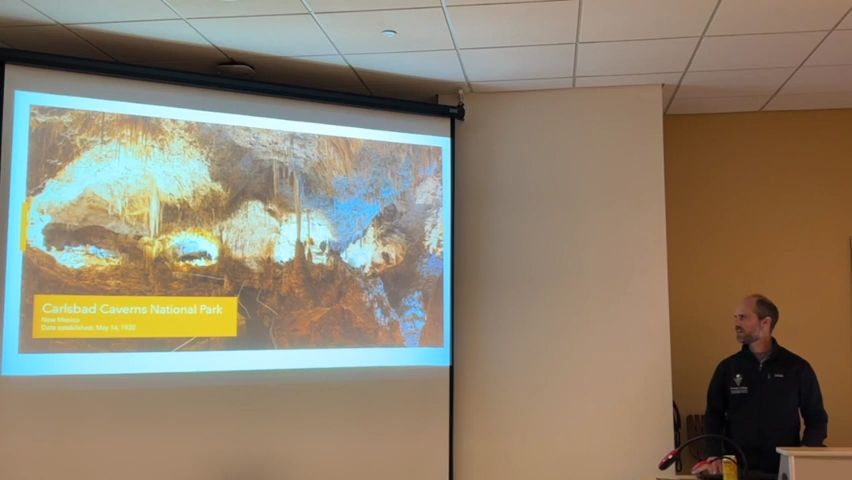 Carlsbad Caverns National Park
New Mexico
Date established: May 14, 1930